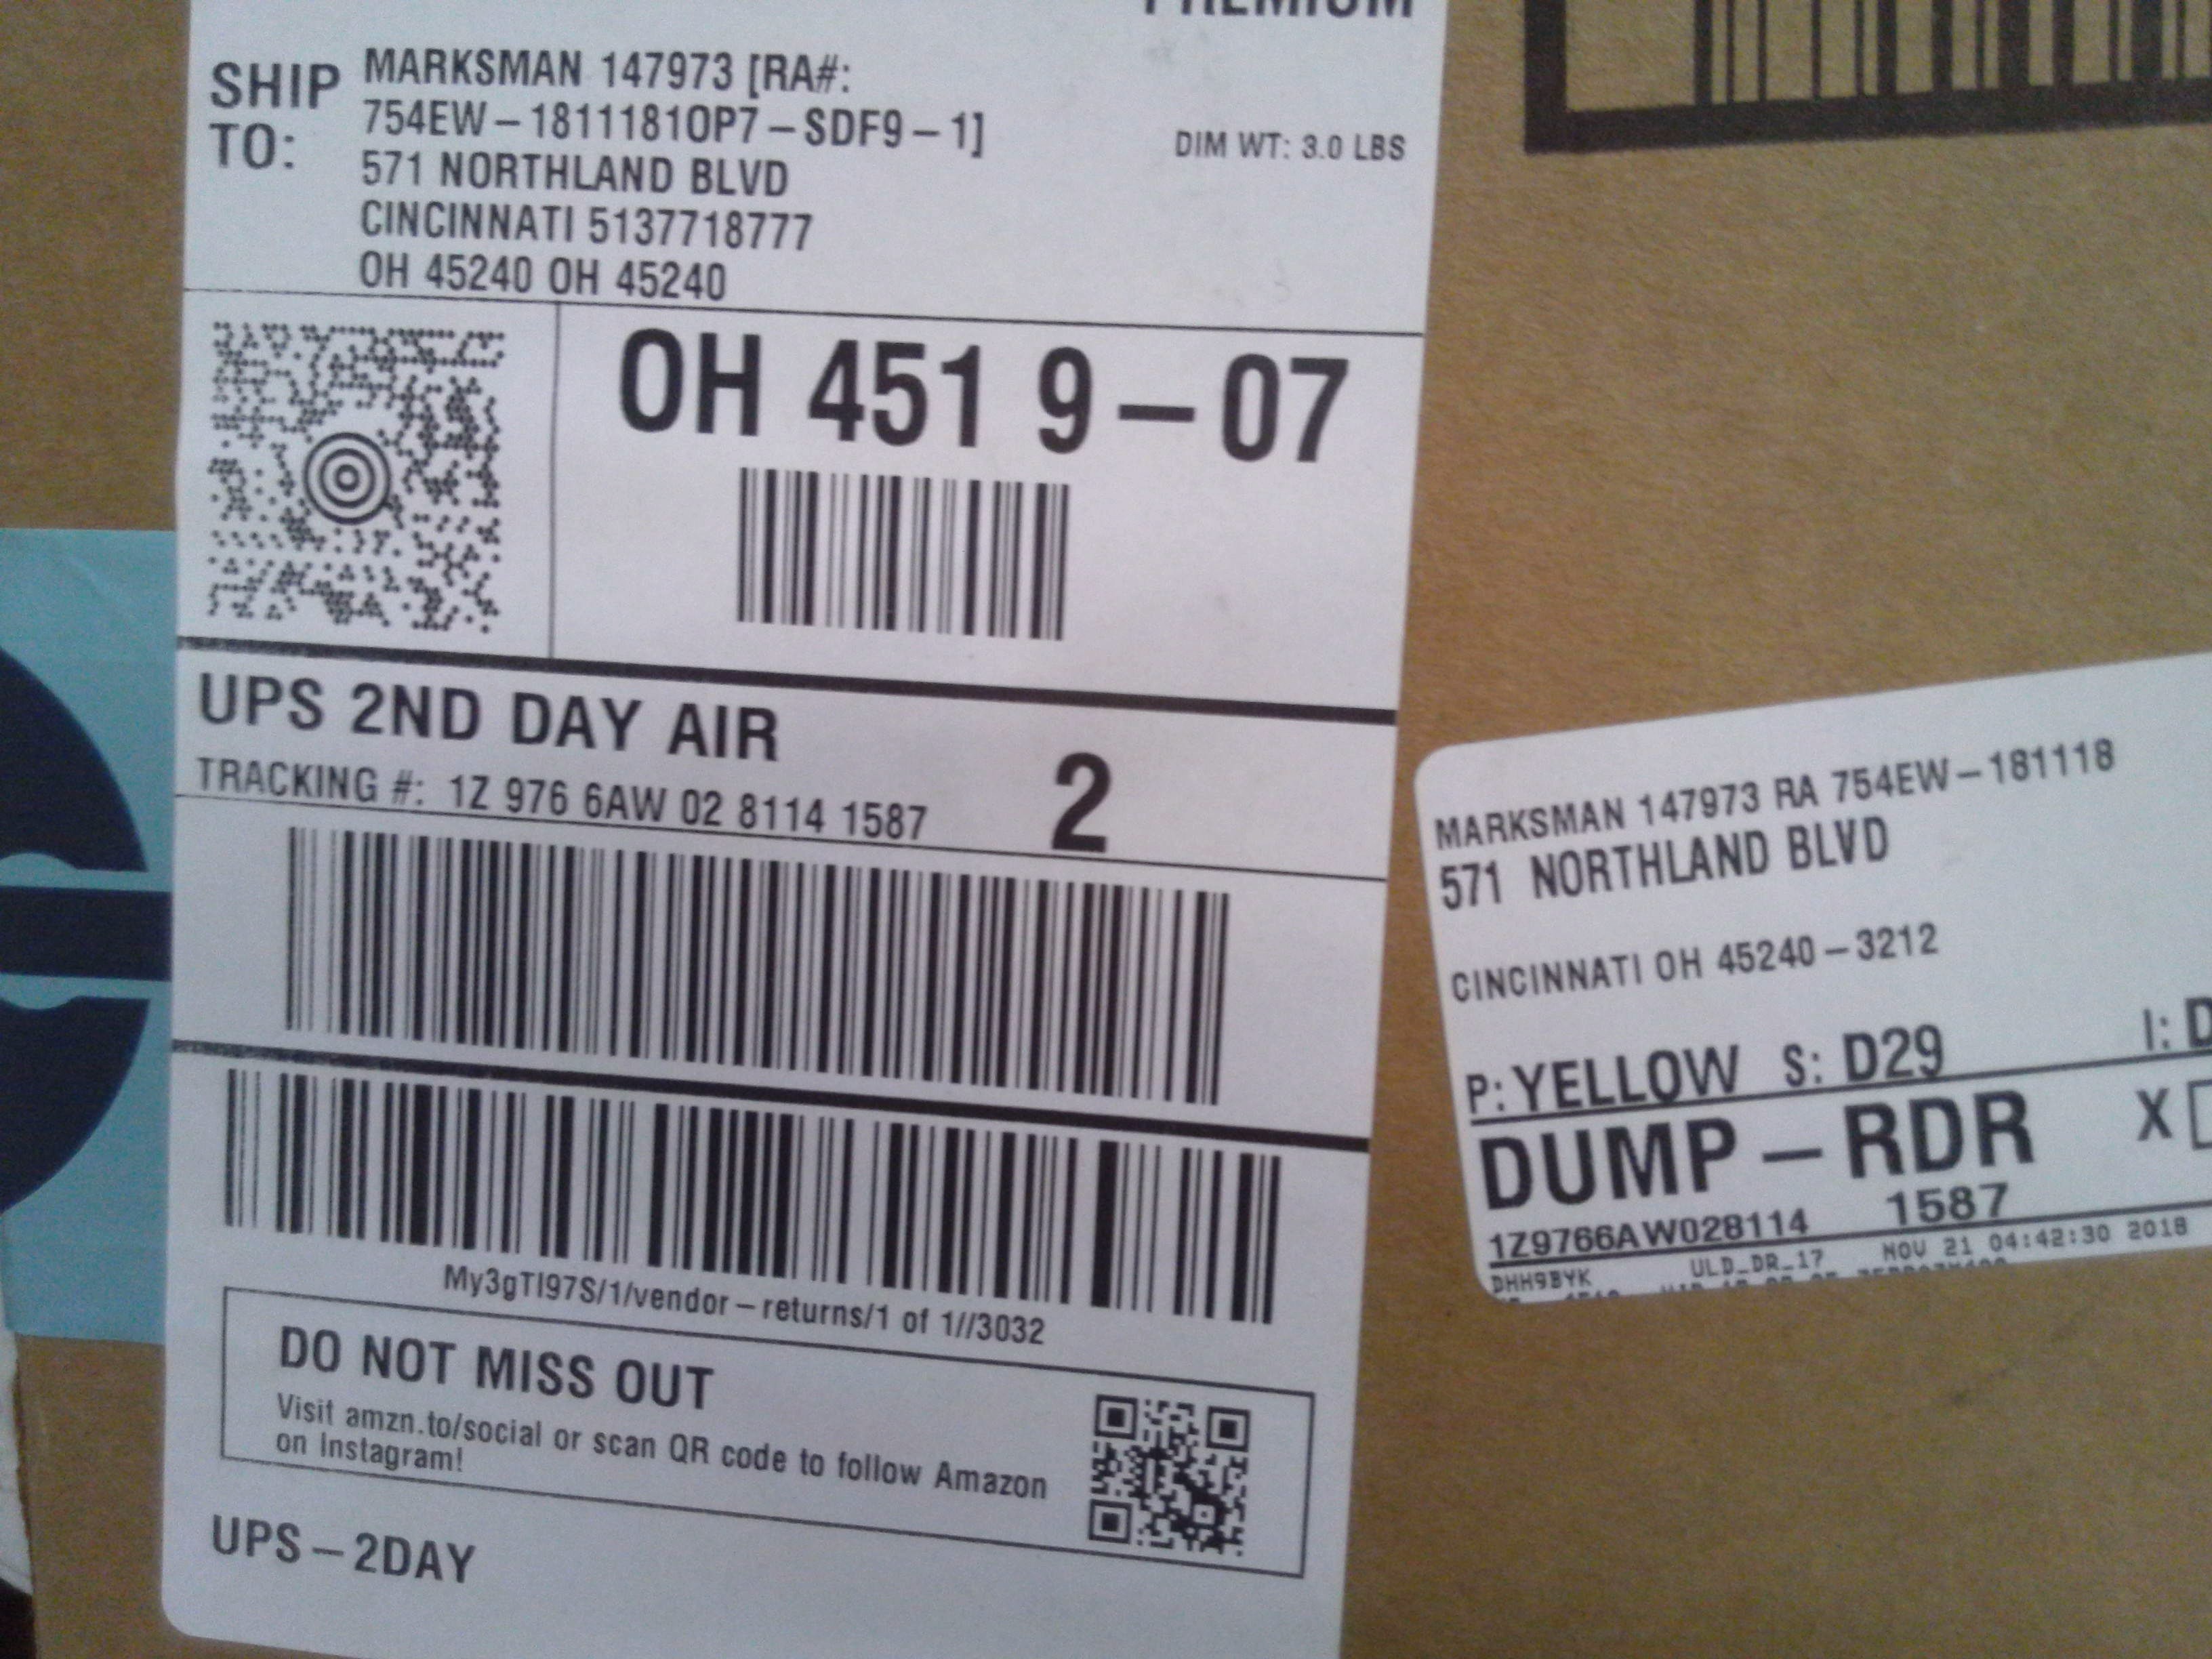 PREMIUM
SHIP TO:
MARKSMAN 147973 [RA#:
754EW-1811181OP7-SDF9-1]
571 NORTHLAND BLVD
CINCINNATI 5137718777
OH 45240 OH 45240
DIM WT: 3.0 LBS
OH 451 9-07
UPS 2ND DAY AIR
TRACKING #: 1Z 976 6AW 02 8114 1587
2
My3gTI97S/1/vendor-returns/1 of 1//3032
DO NOT MISS OUT
Visit amzn.to/social or scan QR code to follow Amazon
on Instagram!
UPS-2DAY
MARKSMAN 147973 RA 754EW-181118
571 NORTHLAND BLVD
CINCINNATI OH 45240-3212
P: YELLOW S: D29 I: D
DUMP-RDR X
1Z9766AW028114 1587
DHH9BYK ULD_DR_17 NOV 21 04:42:30 2018